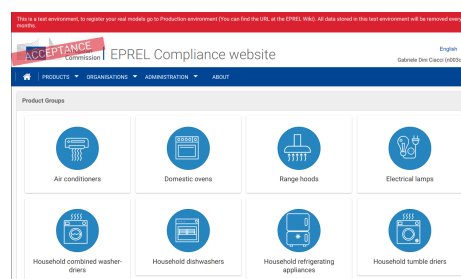 This is a test environment, to register your real models go to Production environment (You can find the URL at the EPREL Wiki). All data stored in this test environment will be removed every
months.
ACCEPTANCE
Commission
EPREL Compliance website
English
Gabriele Dini Ciacci
PRODUCTS ORGANISATIONS ADMINISTRATION ABOUT
Product Groups
Air conditioners Domestic ovens Range hoods Electrical lamps
Household combined washer-
driers
Household dishwashers
Household refrigerating
appliances
Household tumble driers